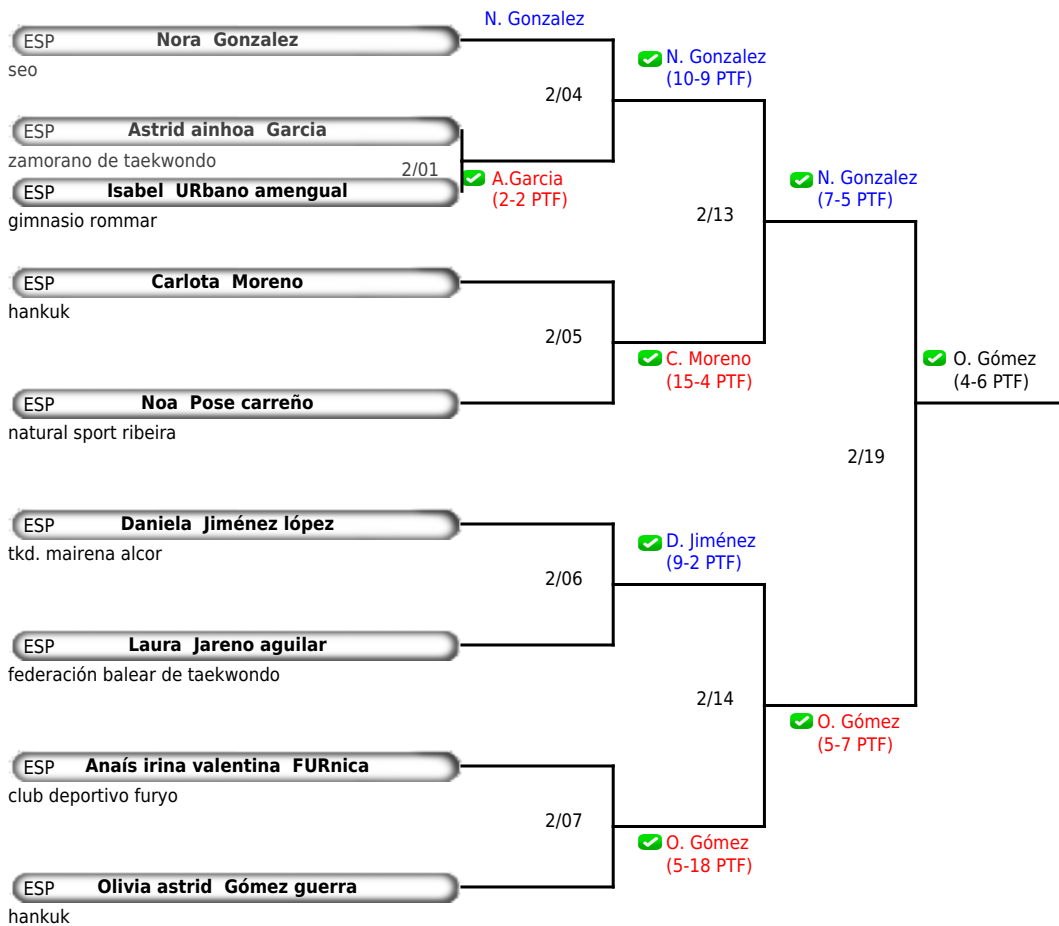 N. Gonzalez
ESP Nora Gonzalez
seo
N. Gonzalez
(10-9 PTF)
2/04
ESP Astrid ainhoa Garcia
zamorano de taekwondo
2/01
A.Garcia
(2-2 PTF)
ESP Isabel URbano amengual
gimnasio rommar
N. Gonzalez
(7-5 PTF)
2/13
ESP Carlota Moreno
hankuk
2/05
C. Moreno
(15-4 PTF)
O. Gómez
(4-6 PTF)
ESP Noa Pose carreño
natural sport ribeira
2/19
ESP Daniela Jiménez lópez
tkd. mairena alcor
D. Jiménez
(9-2 PTF)
2/06
ESP Laura Jareno aguilar
federación balear de taekwondo
2/14
O. Gómez
(5-7 PTF)
ESP Anaís irina valentina FURnica
club deportivo furyo
2/07
O. Gómez
(5-18 PTF)
ESP Olivia astrid Gómez guerra
hankuk